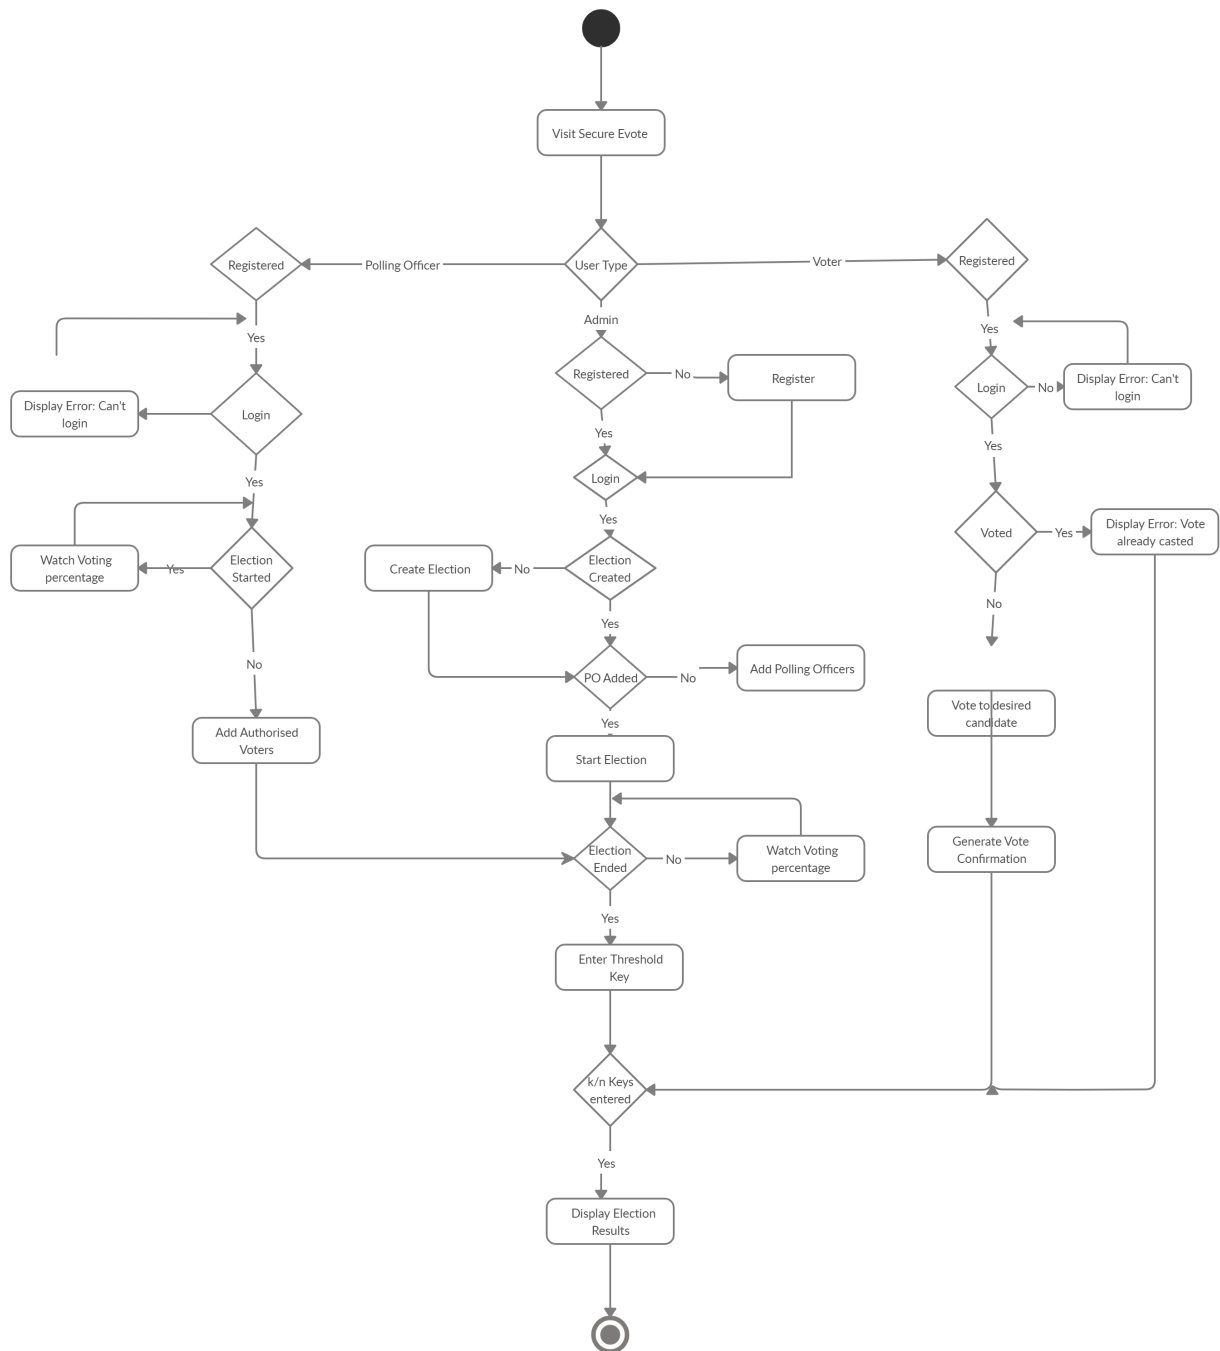 Visit Secure Evote
Registered
Polling Officer
User Type
Voter
Registered
Admin
Yes
Yes
Registered
No
Register
Display Error: Can't
login
Login
Yes
Login
No
Display Error: Can't
login
Yes
Login
Yes
Yes
Watch Voting
percentage
Yes
Election
Started
Create Election
No
Election
Created
Voted
Yes
Display Error: Vote
already casted
No
Yes
No
Add Authorised
Voters
PO Added
No
Add Polling Officers
Yes
Start Election
Vote to desired
candidate
Election
Ended
No
Watch Voting
percentage
Generate Vote
Confirmation
Yes
Enter Threshold
Key
k/n Keys
entered
Yes
Display Election
Results